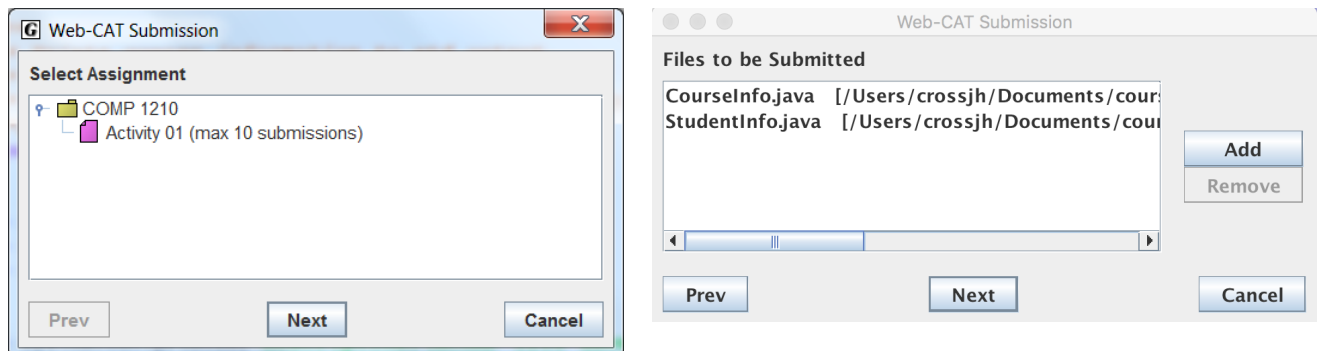 G Web-CAT Submission
Select Assignment
COMP 1210
Activity 01 (max 10 submissions)
Prev
Next
Cancel
Web-CAT Submission
Files to be Submitted
CourseInfo.java [/Users/crossjh/Documents/cour
StudentInfo.java [/Users/crossjh/Documents/cou
Add
Remove
Prev
Next
Cancel